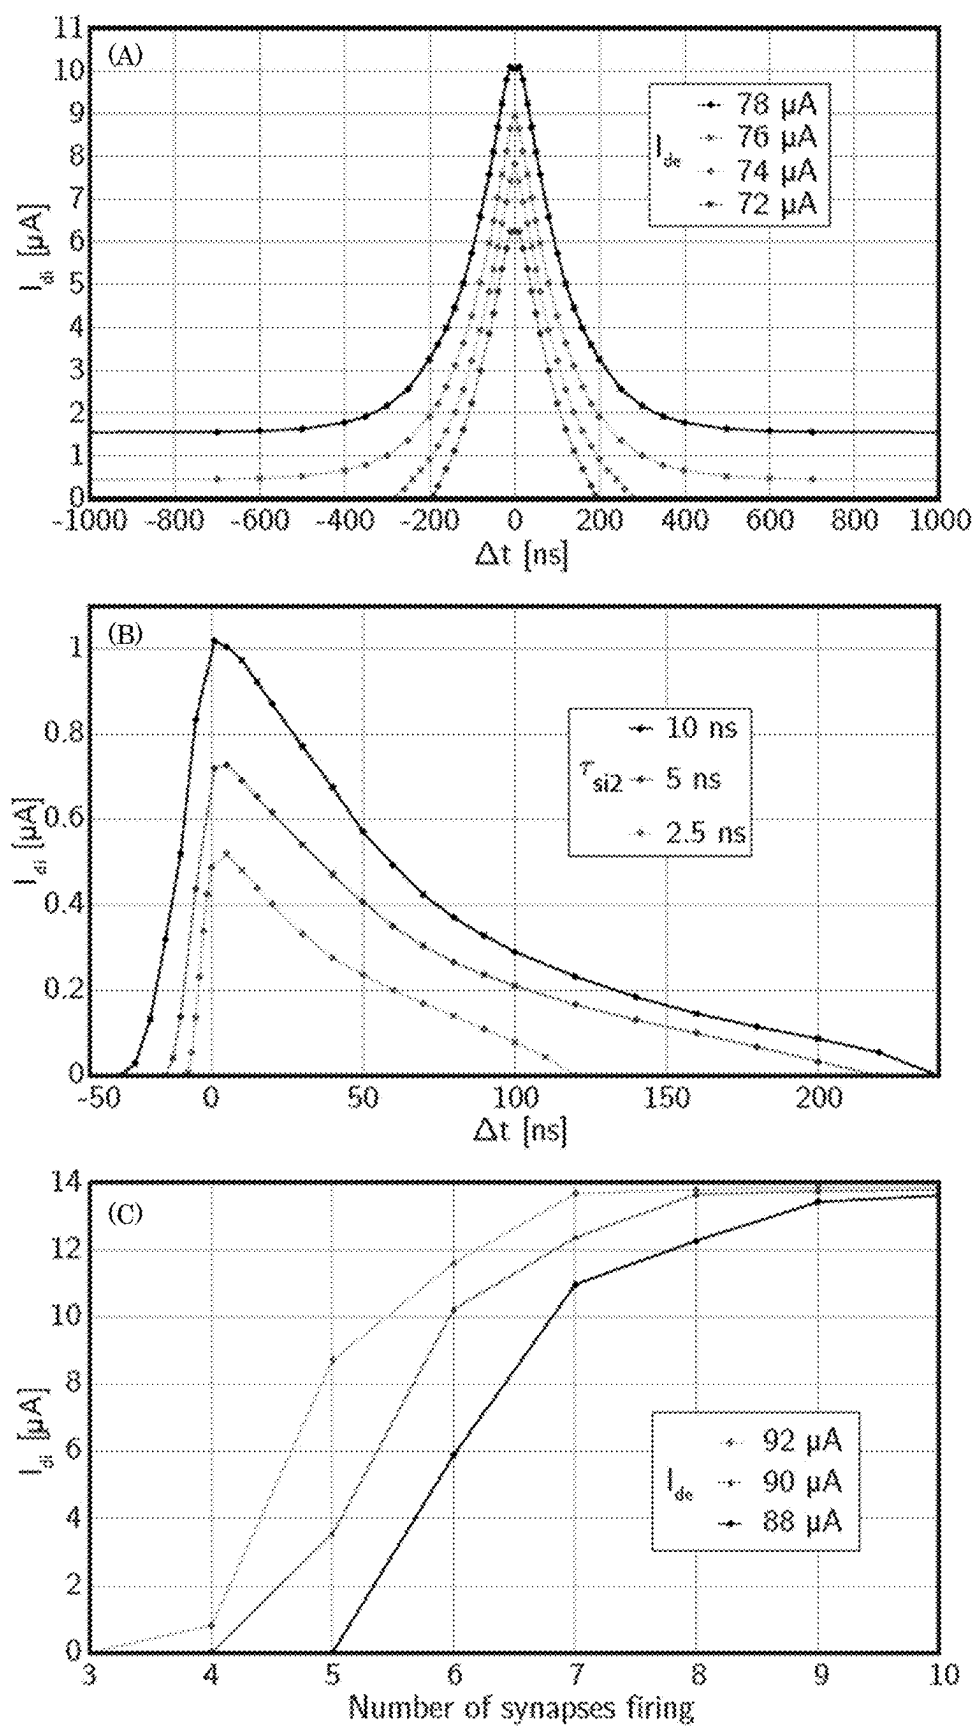 (A)
11
10
9
8
7
6
5
4
3
2
1
0
I_di [µA]
78 µA
76 µA
74 µA
72 µA
I_de
-1000 -800 -600 -400 -200 0 200 400 600 800 1000
Δt [ns]
(B)
1
0.8
0.6
0.4
0.2
0
I_di [µA]
10 ns
τ_si2 5 ns
2.5 ns
-50 0 50 100 150 200
Δt [ns]
(C)
14
12
10
8
6
4
2
0
I_di [µA]
92 µA
I_de 90 µA
88 µA
3 4 5 6 7 8 9 10
Number of synapses firing